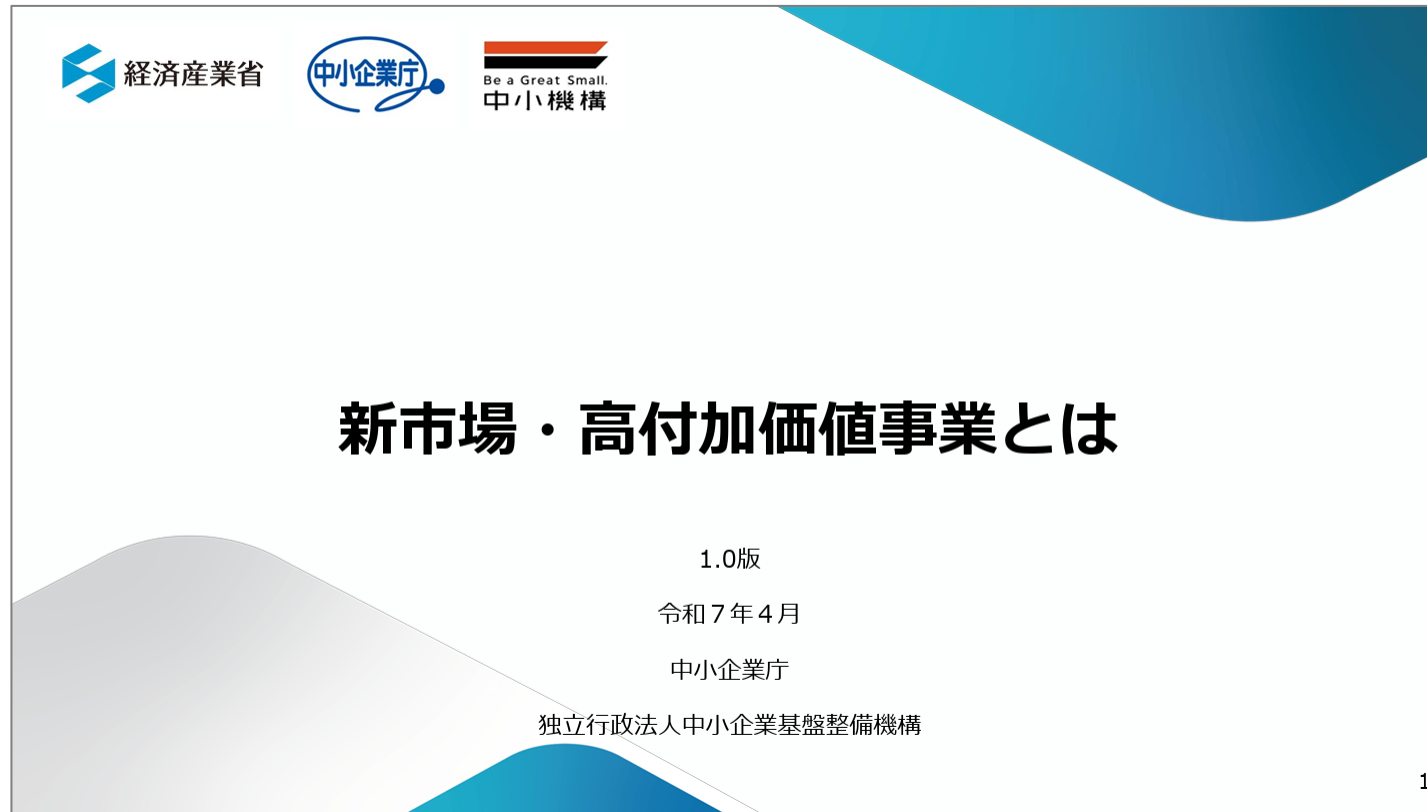 経済産業省
中小企業庁
Be a Great Small.
中小機構
新市場・高付加価値事業とは
1.0版
令和７年４月
中小企業庁
独立行政法人中小企業基盤整備機構
1